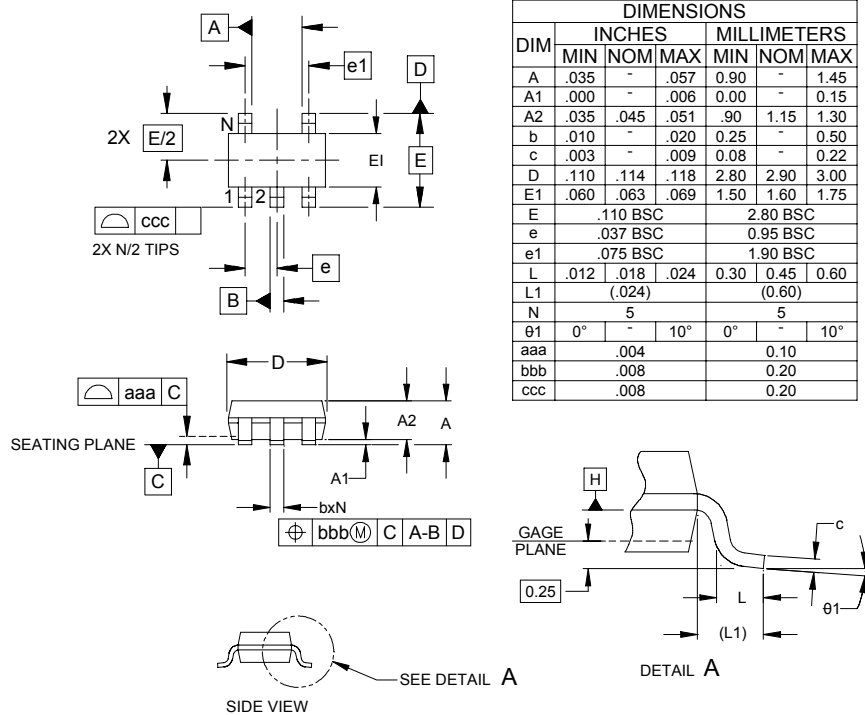 A
e1
D
2X E/2
N
EI
E
1 2
ccc
2X N/2 TIPS
e
B
D
aaa C
A2 A
SEATING PLANE
C
A1
bxN
bbbⓂ C A-B D
SEE DETAIL A
SIDE VIEW
DIMENSIONS
DIM INCHES MILLIMETERS
MIN NOM MAX MIN NOM MAX
A .035 - .057 0.90 - 1.45
A1 .000 - .006 0.00 - 0.15
A2 .035 .045 .051 .90 1.15 1.30
b .010 - .020 0.25 - 0.50
c .003 - .009 0.08 - 0.22
D .110 .114 .118 2.80 2.90 3.00
E1 .060 .063 .069 1.50 1.60 1.75
E .110 BSC 2.80 BSC
e .037 BSC 0.95 BSC
e1 .075 BSC 1.90 BSC
L .012 .018 .024 0.30 0.45 0.60
L1 (.024) (0.60)
N 5 5
θ1 0° - 10° 0° - 10°
aaa .004 0.10
bbb .008 0.20
ccc .008 0.20
H
GAGE
PLANE
c
0.25
L
θ1
(L1)
DETAIL A